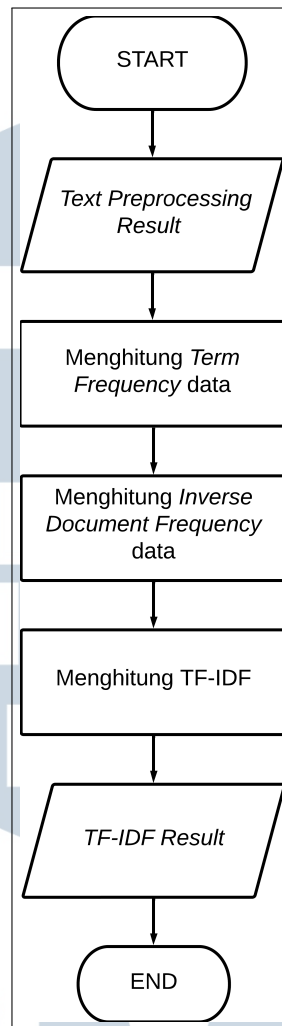 START
Text Preprocessing
Result
Menghitung Term
Frequency data
Menghitung Inverse
Document Frequency
data
Menghitung TF-IDF
TF-IDF Result
END